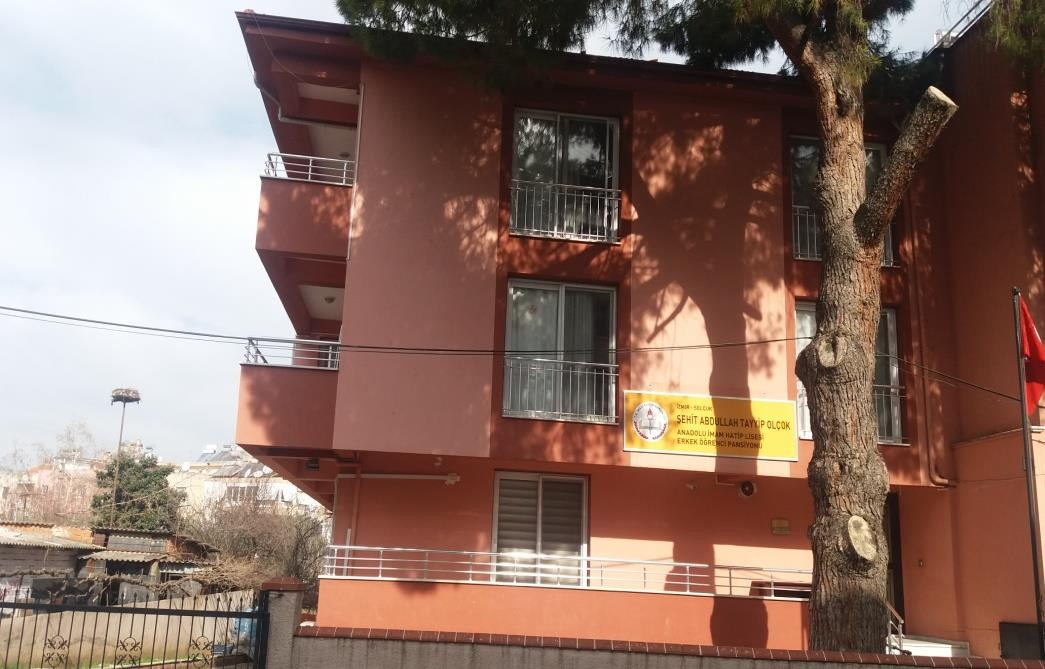 İZMİR - SELÇUK
ŞEHİT ABDULLAH TAYYİP OLÇOK
ANADOLU İMAM HATİP LİSESİ
ERKEK ÖĞRENCİ PANSİYONU